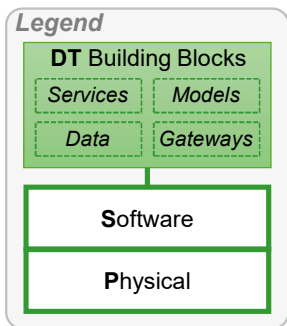 Legend
DT Building Blocks
Services Models
Data Gateways
Software
Physical